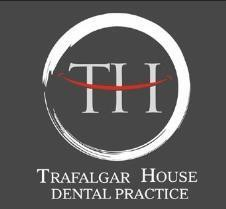 TH
TRAFALGAR HOUSE
DENTAL PRACTICE